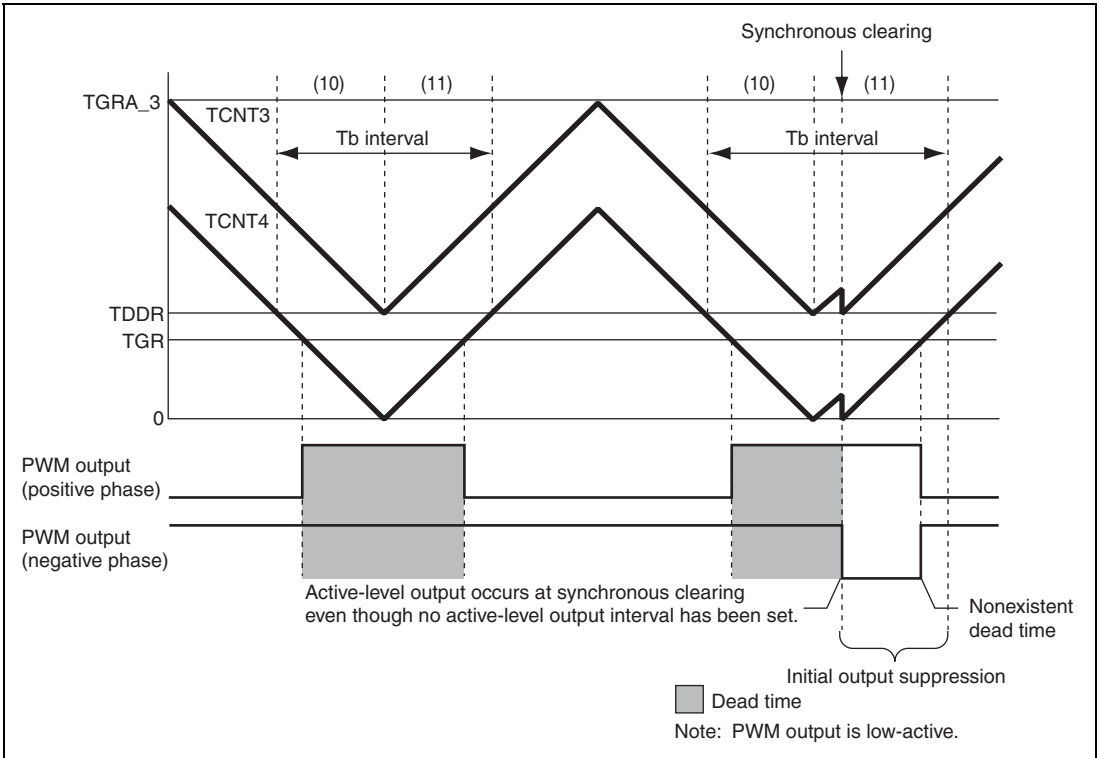 Synchronous clearing
(10)
(11)
(10)
(11)
TGRA_3
TCNT3
Tb interval
Tb interval
TCNT4
TDDR
TGR
0
PWM output
(positive phase)
PWM output
(negative phase)
Active-level output occurs at synchronous clearing
even though no active-level output interval has been set.
Nonexistent
dead time
Initial output suppression
Dead time
Note: PWM output is low-active.